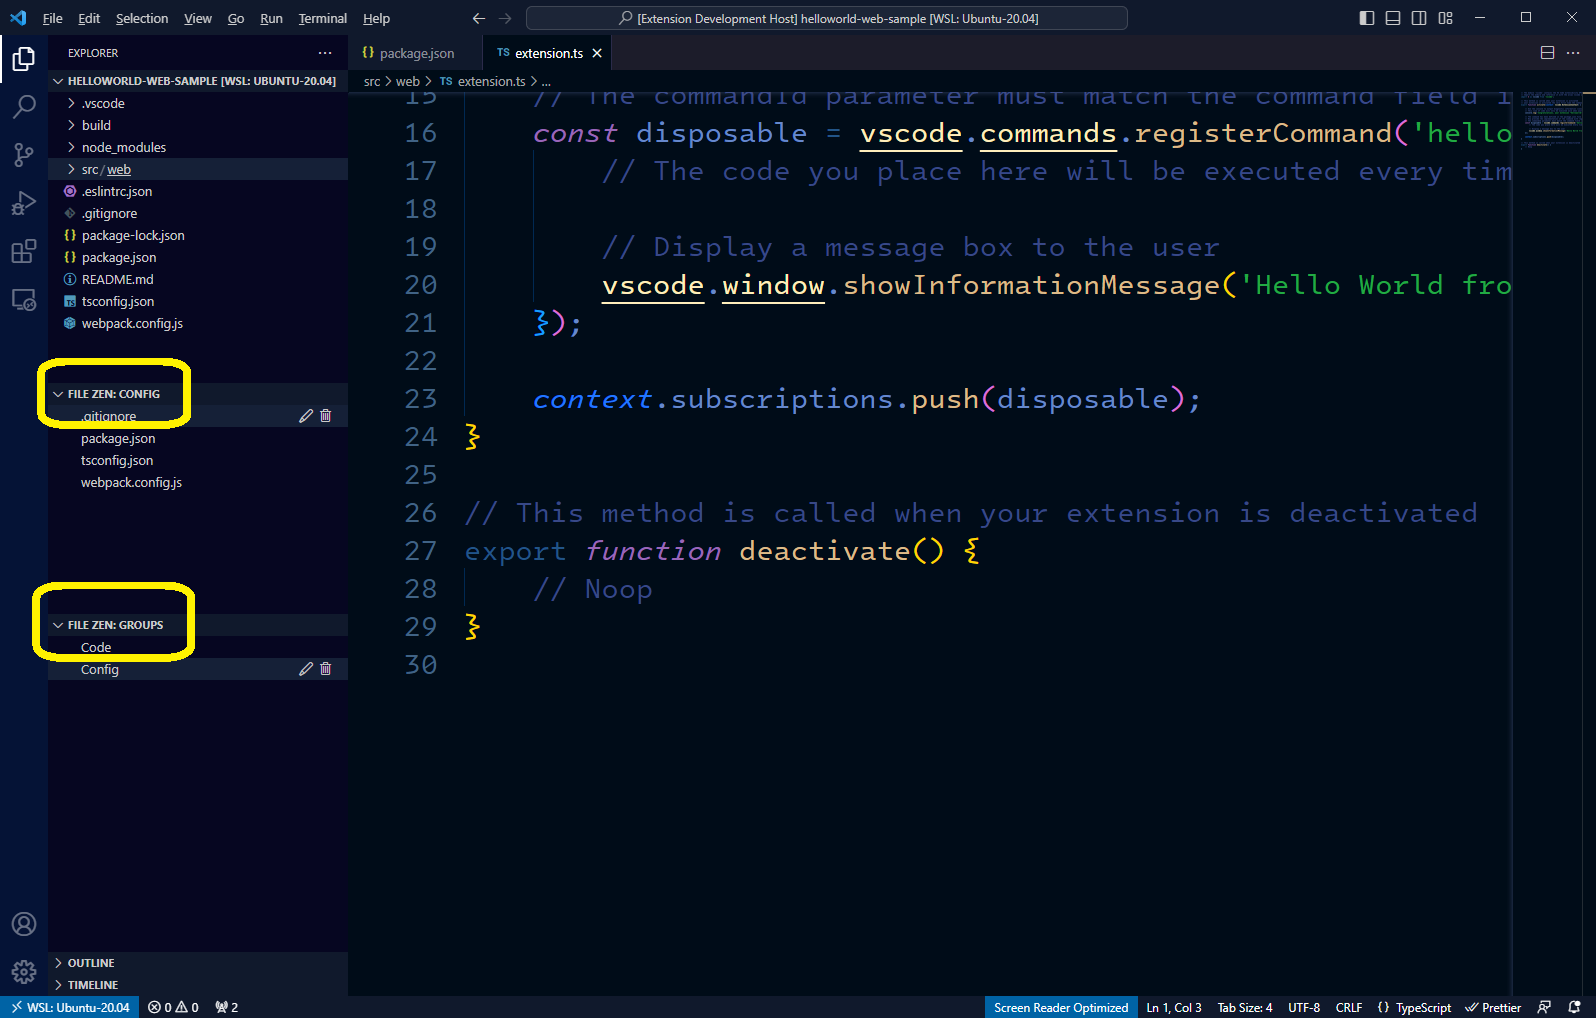 File Edit Selection View Go Run Terminal Help
[Extension Development Host] helloworld-web-sample [WSL: Ubuntu-20.04]
EXPLORER
HELLOWORLD-WEB-SAMPLE [WSL: UBUNTU-20.04]
.vscode
build
node_modules
src/web
.eslintrc.json
.gitignore
{} package-lock.json
{} package.json
README.md
TS tsconfig.json
webpack.config.js
FILE ZEN: CONFIG
.gitignore
package.json
tsconfig.json
webpack.config.js
FILE ZEN: GROUPS
Code
Config
OUTLINE
TIMELINE
{} package.json
TS extension.ts
src > web > TS extension.ts > ...
15 // The commandId parameter must match the command field i
16 const disposable = vscode.commands.registerCommand('hello
17 // The code you place here will be executed every tim
18
19 // Display a message box to the user
20 vscode.window.showInformationMessage('Hello World fro
21 });
22
23 context.subscriptions.push(disposable);
24 }
25
26 // This method is called when your extension is deactivated
27 export function deactivate() {
28 // Noop
29 }
30
WSL: Ubuntu-20.04 0 0 2
Screen Reader Optimized Ln 1, Col 3 Tab Size: 4 UTF-8 CRLF {} TypeScript Prettier